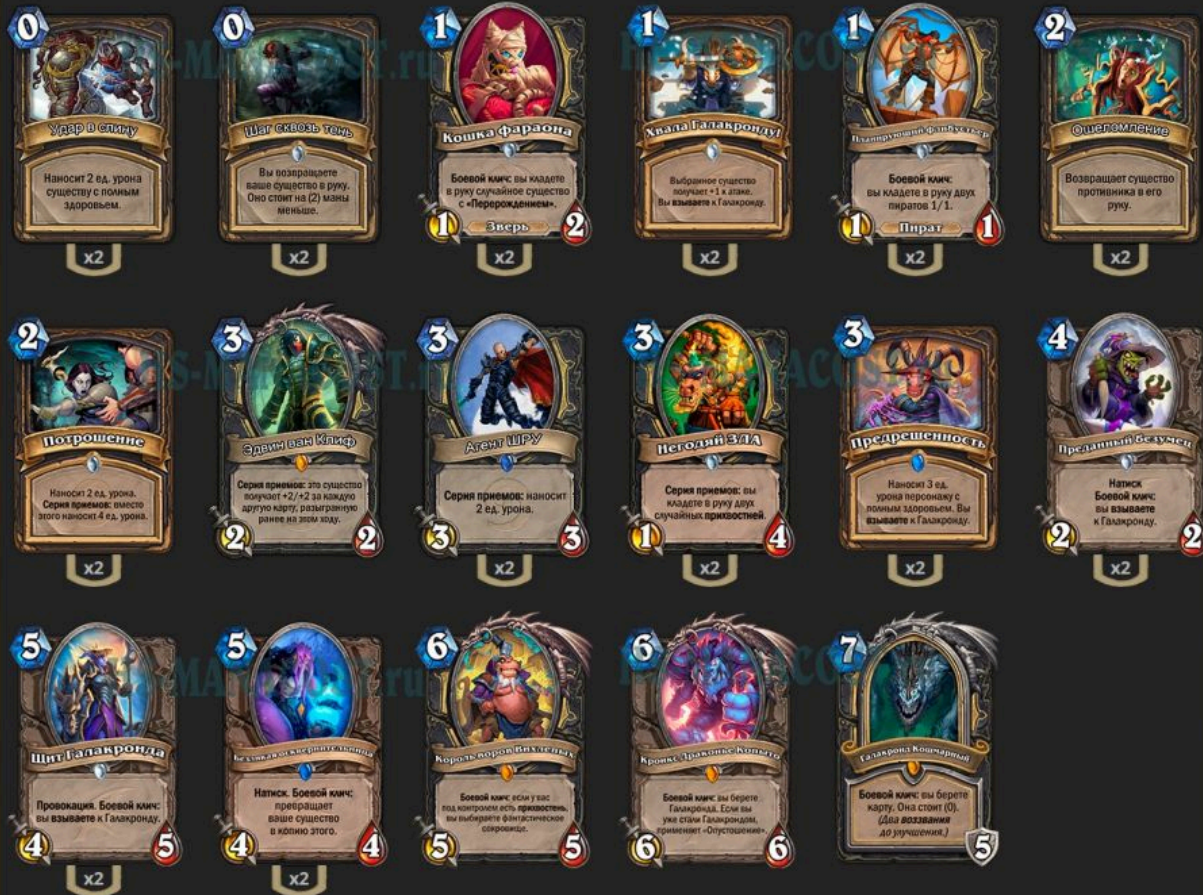 0
Удар в спину
Наносит 2 ед. урона
существу с полным
здоровьем.
x2
0
Шаг сквозь тень
Вы возвращаете
ваше существо в руку.
Оно стоит на (2) маны
меньше.
x2
1
Кошка фараона
Боевой клич: вы кладете
в руку случайное существо
с «Перерождением».
1
Зверь
2
x2
1
Хвала Галакронду!
Выбранное существо
получает +1 к атаке.
Вы взываете к Галакронду.
x2
1
Планирующий флибустьер
Боевой клич:
вы кладете в руку двух
пиратов 1/1.
1
Пират
1
x2
2
Ошеломление
Возвращает существо
противника в его
руку.
x2
2
Потрошение
Наносит 2 ед. урона.
Серия приемов: вместо
этого наносит 4 ед. урона.
x2
3
Эдвин ван Клиф
Серия приемов: это существо
получает +2/+2 за каждую
другую карту, разыгранную
ранее на этом ходу.
2
2
3
Агент ШРУ
Серия приемов: наносит
2 ед. урона.
3
3
x2
3
Негодяй ЗЛА
Серия приемов: вы
кладете в руку двух
случайных прихвостней.
1
4
x2
3
Предрешенность
Наносит 3 ед.
урона персонажу с
полным здоровьем. Вы
взываете к Галакронду.
x2
4
Преданный безумец
Натиск
Боевой клич:
вы взываете
к Галакронду.
2
2
x2
5
Щит Галакронда
Провокация. Боевой клич:
вы взываете к Галакронду.
4
5
x2
5
Безликая осквернительница
Натиск. Боевой клич:
превращает
ваше существо
в копию этого.
4
4
x2
6
Король воров Вихлепых
Боевой клич: если у вас
под контролем есть прихвостень,
вы выбираете фантастическое
сокровище.
5
5
6
Кроникс Драконье Копыто
Боевой клич: вы берете
Галакронда. Если вы
уже стали Галакрондом,
применяет «Опустошение».
6
6
7
Галакронд Кошмарный
Боевой клич: вы берете
карту. Она стоит (0).
(Два воззвания
до улучшения.)
5